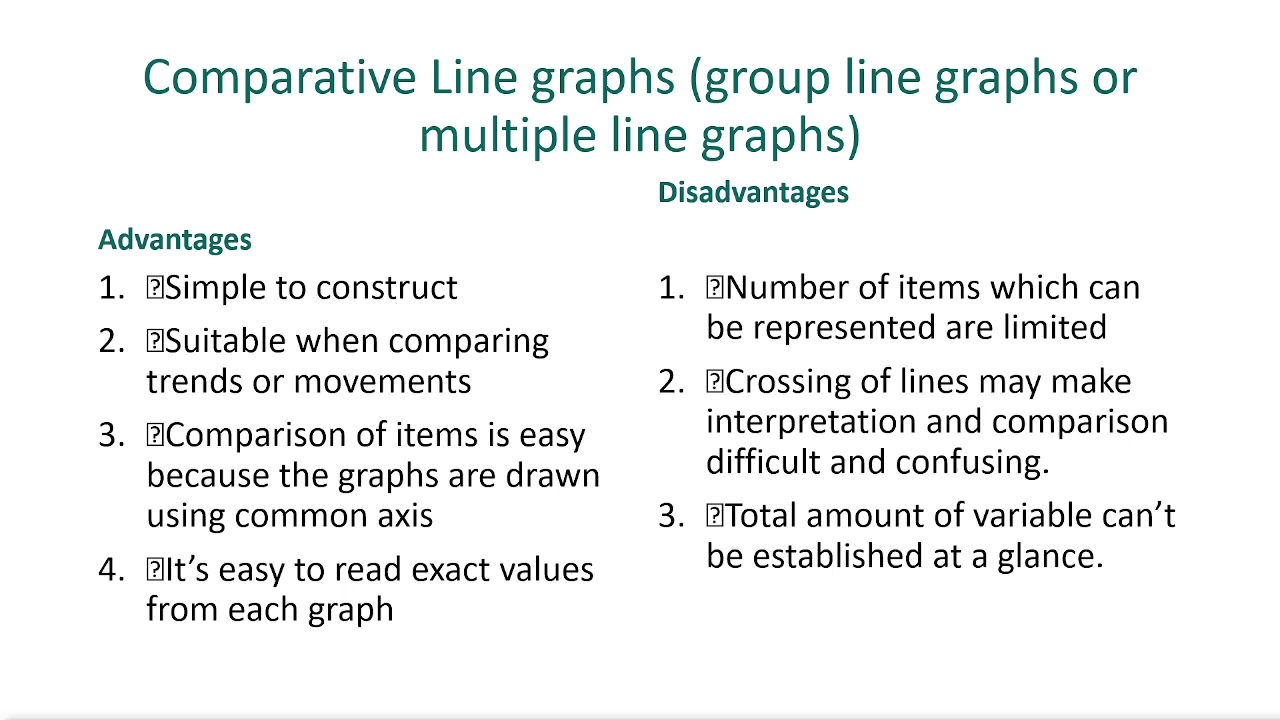 Comparative Line graphs (group line graphs or
multiple line graphs)
Advantages
1. ⍰Simple to construct
2. ⍰Suitable when comparing
trends or movements
3. ⍰Comparison of items is easy
because the graphs are drawn
using common axis
4. ⍰It’s easy to read exact values
from each graph
Disadvantages
1. ⍰Number of items which can
be represented are limited
2. ⍰Crossing of lines may make
interpretation and comparison
difficult and confusing.
3. ⍰Total amount of variable can’t
be established at a glance.